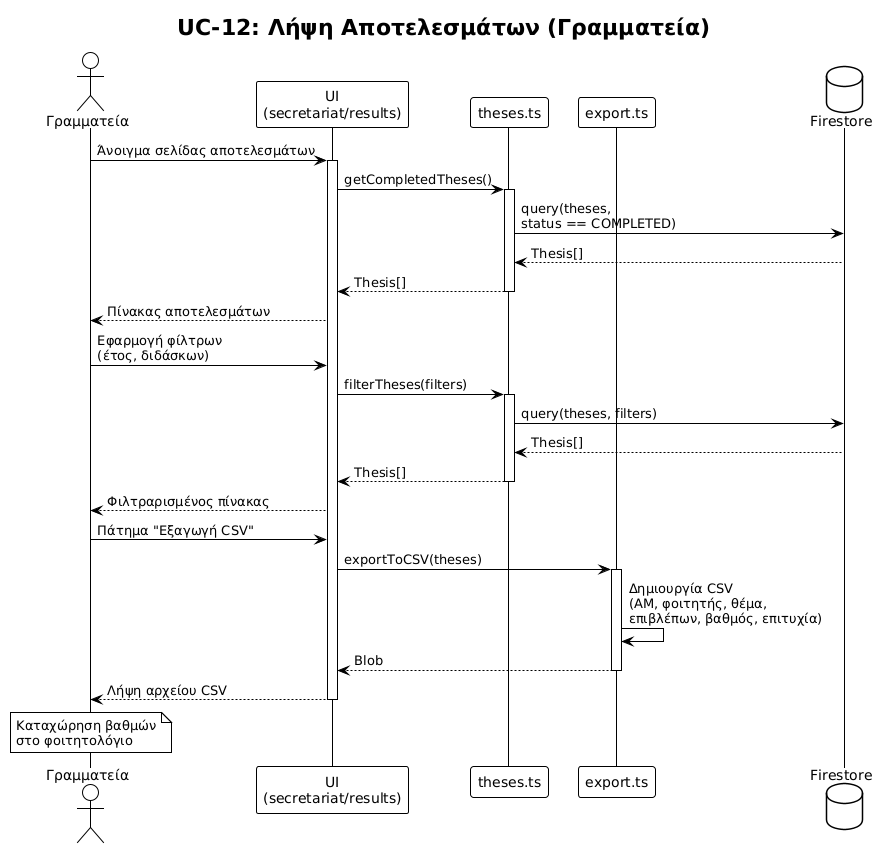 UC-12: Λήψη Αποτελεσμάτων (Γραμματεία)
Γραμματεία
UI
(secretariat/results)
theses.ts
export.ts
Firestore
Άνοιγμα σελίδας αποτελεσμάτων
getCompletedTheses()
query(theses,
status == COMPLETED)
Thesis[]
Thesis[]
Πίνακας αποτελεσμάτων
Εφαρμογή φίλτρων
(έτος, διδάσκων)
filterTheses(filters)
query(theses, filters)
Thesis[]
Thesis[]
Φιλτραρισμένος πίνακας
Πάτημα "Εξαγωγή CSV"
exportToCSV(theses)
Δημιουργία CSV
(ΑΜ, φοιτητής, θέμα,
επιβλέπων, βαθμός, επιτυχία)
Blob
Λήψη αρχείου CSV
Καταχώρηση βαθμών
στο φοιτητολόγιο
Γραμματεία
UI
(secretariat/results)
theses.ts
export.ts
Firestore